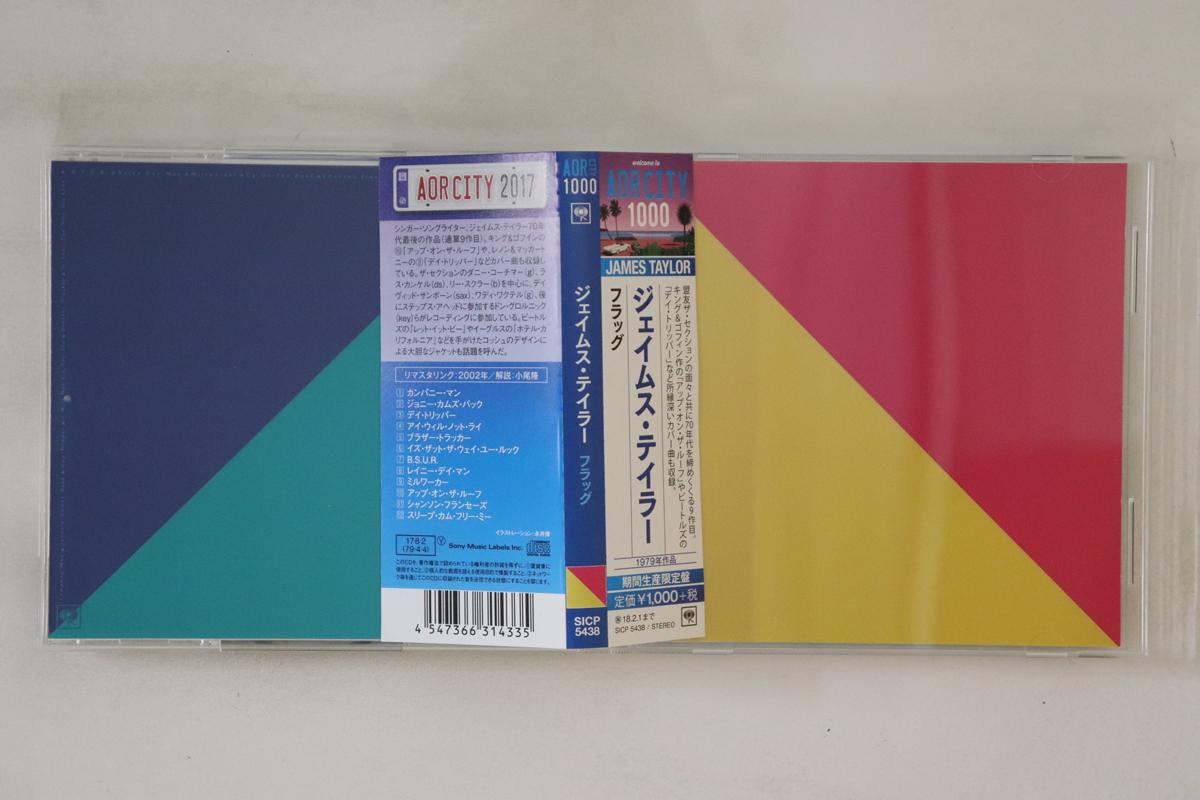 AOR CITY 2017
シンガー・ソングライター、ジェイムス・テイラー70年
代最後の作品(通算9作目)。キング&ゴフィンの
⑩「アップ・オン・ザ・ルーフ」や、レノン&マッカート
ニーの③「デイ・トリッパー」などカバー曲も収録し
ている。ザ・セクションのダニー・コーチマー(g)、ラ
ス・カンケル(ds)、リー・スクラー(b)を中心に、デイ
ヴィッド・サンボーン(sax)、ワディ・ワクテル(g)、後
にステップス・アヘッドに参加するドン・グロルニック
(key)らがレコーディングに参加している。ビートル
ズの「レット・イット・ビー」やイーグルスの「ホテル・カ
リフォルニア」などを手がけたコッシュのデザインに
よる大胆なジャケットも話題を呼んだ。
リマスタリング:2002年/解説:小尾隆
1 カンパニー・マン
2 ジョニー・カムズ・バック
3 デイ・トリッパー
4 アイ・ウィル・ノット・ライ
5 ブラザー・トラッカー
6 イズ・ザット・ザ・ウェイ・ユー・ルック
7 B.S.U.R.
8 レイニー・デイ・マン
9 ミルワーカー
10 アップ・オン・ザ・ルーフ
11 シャンソン・フランセーズ
12 スリープ・カム・フリー・ミー
イラストレーション:永井博
1782
(79・4・4)
Ⓨ
Sony Music Labels Inc.
4 547366 314335
AOR CITY
1000
ジェイムス・テイラー フラッグ
SICP
5438
welcome to
AOR CITY
1000
JAMES TAYLOR
盟友ザ・セクションの面々と共に70年代を締めくくる9作目。
キング&ゴフィン作の「アップ・オン・ザ・ルーフ」やビートルズの
「デイ・トリッパー」など所縁深いカバー曲も収録。
ジェイムス・テイラー
フラッグ
1979年作品
期間生産限定盤
定価¥1,000+税
18.2.1まで
SICP 5438 / STEREO